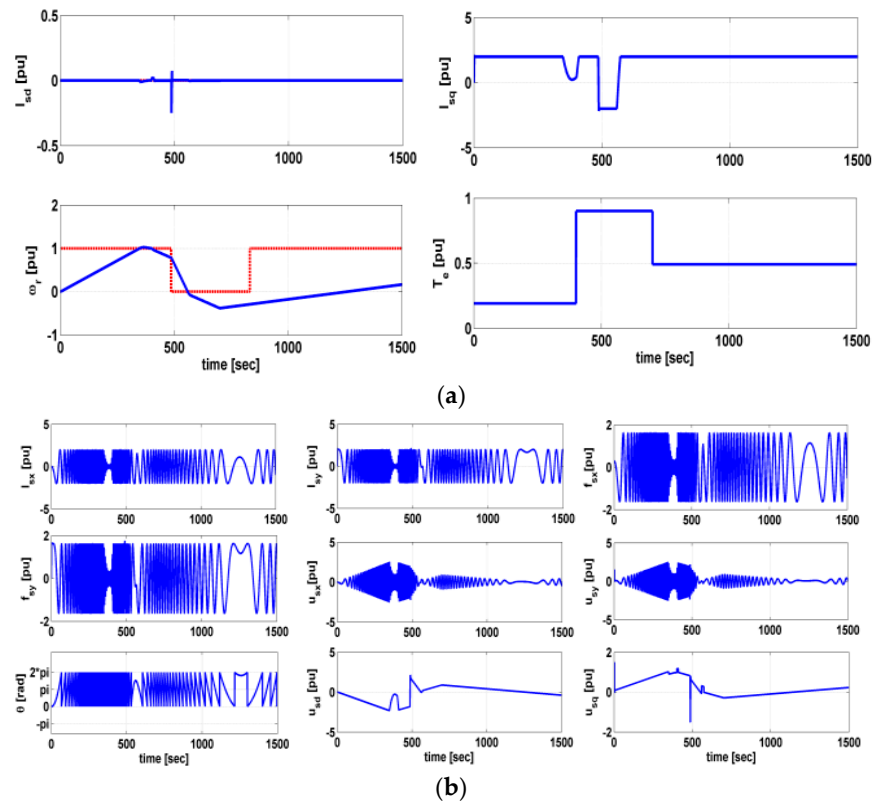 I_sd [pu]
0.5
0
-0.5
0 500 1000 1500
I_sq [pu]
5
0
-5
0 500 1000 1500
ω_r [pu]
2
1
0
-1
0 500 1000 1500
time [sec]
T_e [pu]
1
0.5
0
0 500 1000 1500
time [sec]
(a)
I_sx [pu]
5
0
-5
0 500 1000 1500
I_sy [pu]
5
0
-5
0 500 1000 1500
f_sx[pu]
2
0
-2
0 500 1000 1500
f_sy [pu]
2
0
-2
0 500 1000 1500
u_sx[pu]
5
0
-5
0 500 1000 1500
u_sy [pu]
5
0
-5
0 500 1000 1500
θ [rad]
2*pi
pi
0
-pi
0 500 1000 1500
time [sec]
u_sd [pu]
5
0
-5
0 500 1000 1500
time [sec]
u_sq [pu]
2
0
-2
0 500 1000 1500
time [sec]
(b)